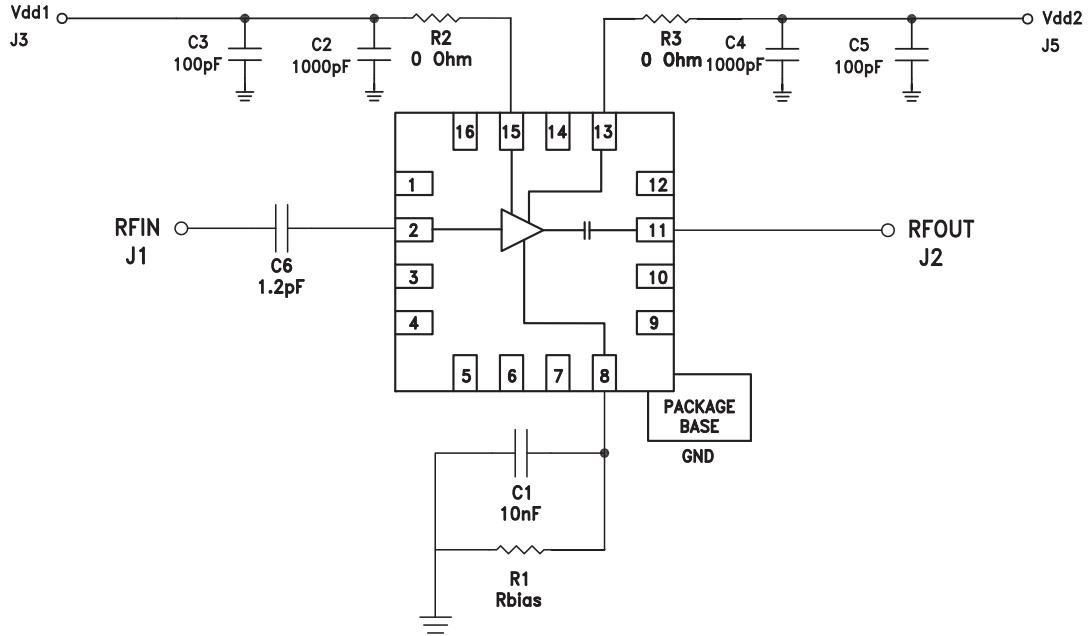 Vdd1
J3
C3
100pF
C2
1000pF
R2
0 Ohm
R3
0 Ohm
C4
1000pF
C5
100pF
Vdd2
J5
16
15
14
13
1
2
3
4
12
11
10
9
5
6
7
8
RFIN
J1
C6
1.2pF
RFOUT
J2
PACKAGE
BASE
GND
C1
10nF
R1
Rbias